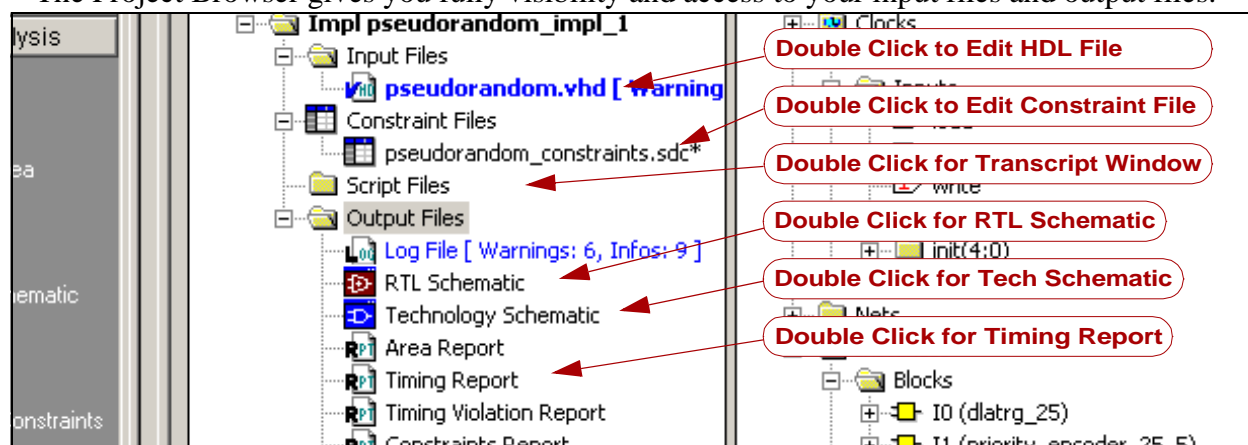 The Project Browser gives you fully visibility and access to your input files and output files.
lysis
ea
ematic
onstraints
Impl pseudorandom_impl_1
Input Files
pseudorandom.vhd [ Warning
Constraint Files
pseudorandom_constraints.sdc*
Script Files
Output Files
Log File [ Warnings: 6, Infos: 9 ]
RTL Schematic
Technology Schematic
Area Report
Timing Report
Timing Violation Report
Constraints Report
Double Click to Edit HDL File
Double Click to Edit Constraint File
Double Click for Transcript Window
Double Click for RTL Schematic
Double Click for Tech Schematic
Double Click for Timing Report
Clocks
Inputs
write
init(4:0)
Nets
Blocks
I0 (dlatrg_25)
I1 (priority_encoder_25_5)